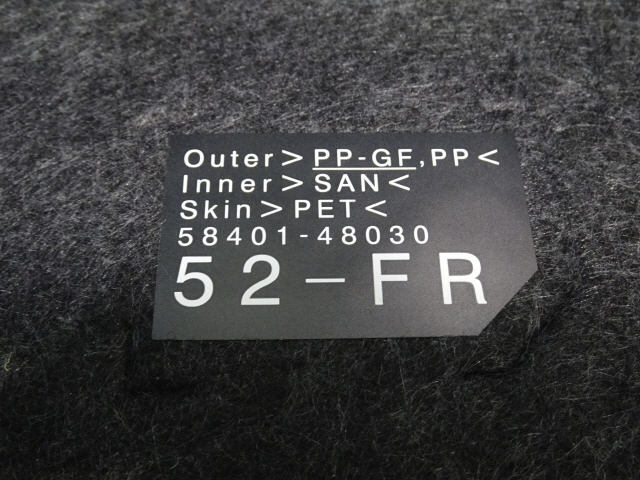 Outer>PP-GF,PP<
Inner>SAN<
Skin>PET<
58401-48030
52-FR